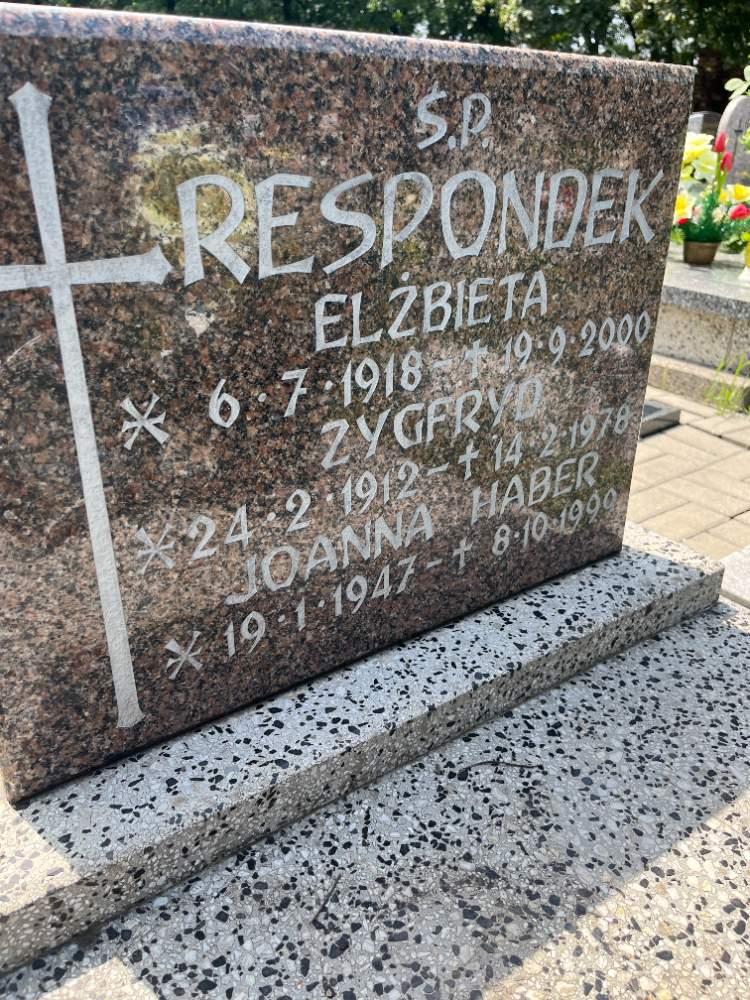 Ś.P.
RESPONDEK
ELŻBIETA
* 6·7·1918-† 19·9·2000
ZYGFRYD
* 24·2·1912-† 14·2·1978
JOANNA HABER
* 19·1·1947-† 8·10·1999